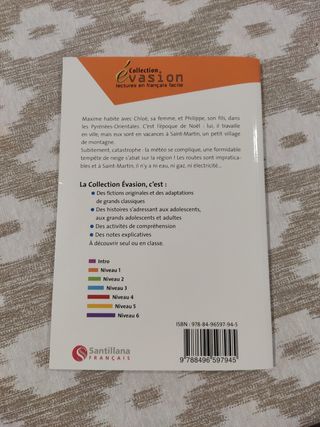 Collection
évasion
lectures en français facile
Maxime habite avec Chloé, sa femme, et Philippe, son fils, dans
les Pyrénées-Orientales. C'est l'époque de Noël : lui, il travaille
en ville, mais eux sont en vacances à Saint-Martin, un petit village
de montagne.
Subitement, catastrophe : la météo se complique, une formidable
tempête de neige s'abat sur la région ! Les routes sont impratica-
bles et à Saint-Martin, il n'y a ni eau, ni gaz, ni électricité...
La Collection Évasion, c'est :
• Des fictions originales et des adaptations
de grands classiques
• Des histoires s'adressant aux adolescents,
aux grands adolescents et adultes
• Des activités de compréhension
• Des notes explicatives
À découvrir seul ou en classe.
Intro
Niveau 1
Niveau 2
Niveau 3
Niveau 4
Niveau 5
Niveau 6
ISBN : 978-84-96597-94-5
9 788496 597945
Santillana
FRANÇAIS